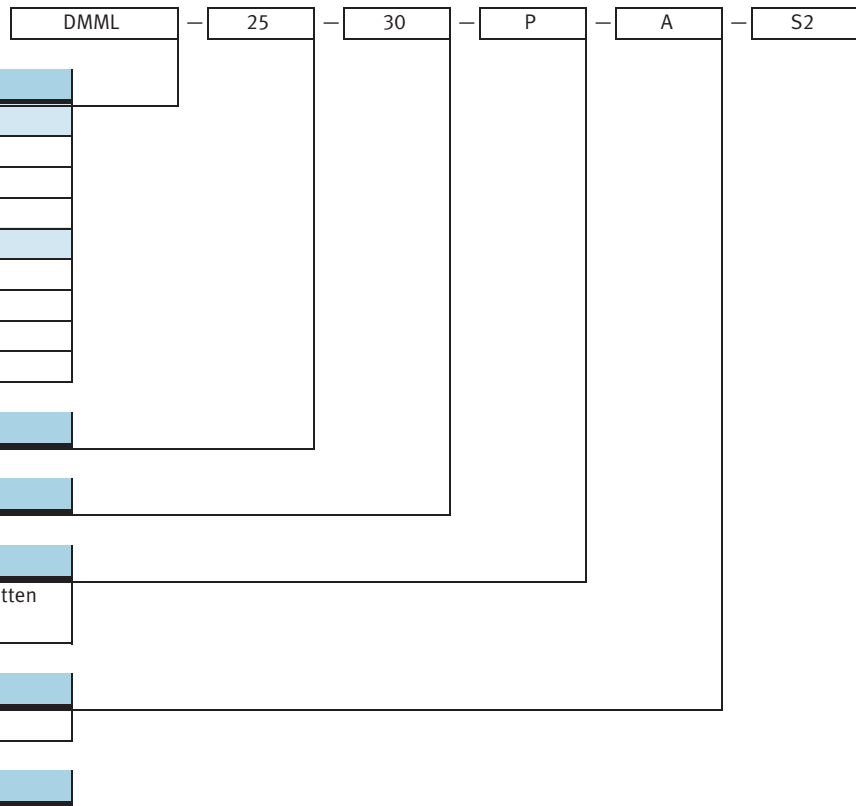 DMML – 25 – 30 – P – A – S2
tten